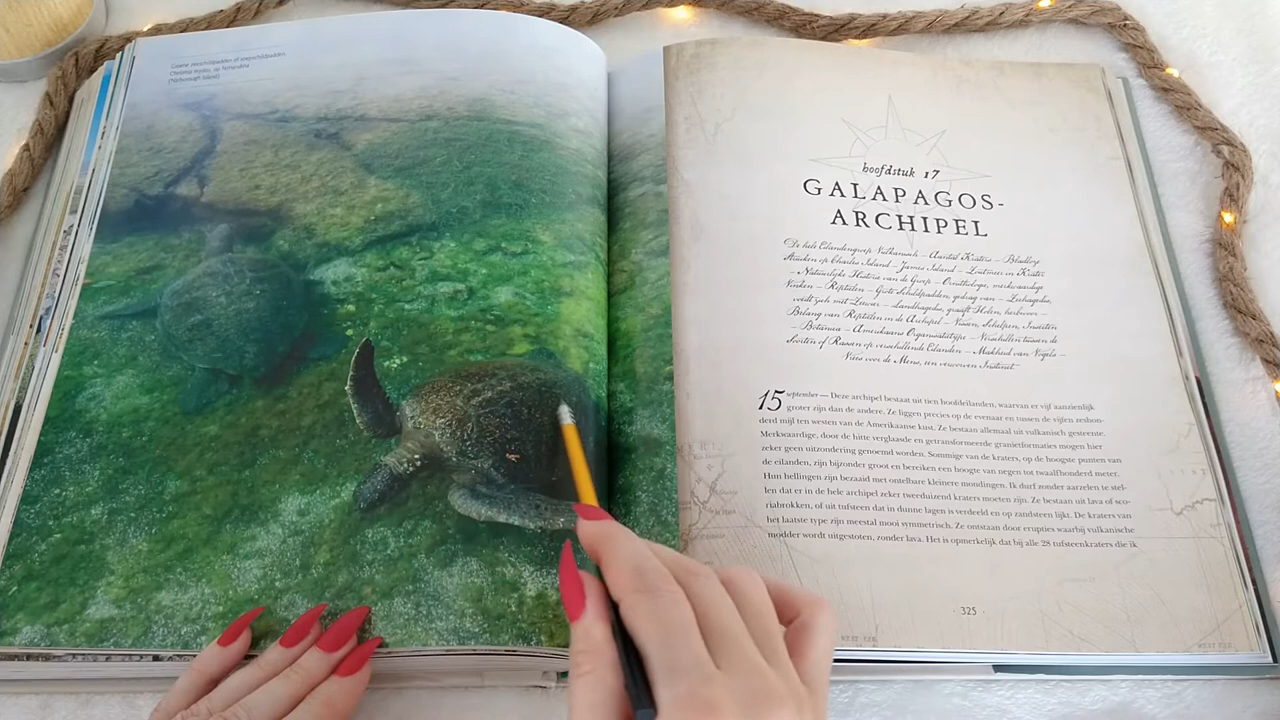 Groene zeeschildpadden of soepschildpadden,
Chelonia mydas, op Fernandina
(Narborough Island)
hoofdstuk 17
GALAPAGOS-
ARCHIPEL
De hele Eilandengroep Vulkanisch — Aantal Kraters — Bladloze
Struiken op Charles Island — James Island — Zoutmeer in Krater
— Natuurlijke Historie van de Groep — Ornithologie, merkwaardige
Vinken — Reptielen — Grote Schildpadden, gedrag van — Zeehagedis,
voedt zich met Zeewier — Landhagedis, graaft Holen, herbivoor —
Belang van Reptielen in de Archipel — Vissen, Schelpen, Insecten
— Botanica — Amerikaans Organisatietype — Verschillen tussen de
Soorten of Rassen op verschillende Eilanden — Makheid van Vogels —
Vrees voor de Mens, een verworven Instinct.
15 september — Deze archipel bestaat uit tien hoofdeilanden, waarvan er vijf aanzienlijk
groter zijn dan de andere. Ze liggen precies op de evenaar en tussen de vijfen zeshon-
derd mijl ten westen van de Amerikaanse kust. Ze bestaan allemaal uit vulkanisch gesteente.
Merkwaardige, door de hitte verglaasde en getransformeerde granietformaties mogen hier
zeker geen uitzondering genoemd worden. Sommige van de kraters, op de hoogste punten van
de eilanden, zijn bijzonder groot en bereiken een hoogte van negen tot twaalfhonderd meter.
Hun hellingen zijn bezaaid met ontelbare kleinere mondingen. Ik durf zonder aarzelen te stel-
len dat er in de hele archipel zeker tweeduizend kraters moeten zijn. Ze bestaan uit lava of sco-
riabrokken, of uit tufsteen dat in dunne lagen is verdeeld en op zandsteen lijkt. De kraters van
het laatste type zijn meestal mooi symmetrisch. Ze ontstaan door erupties waarbij vulkanische
modder wordt uitgestoten, zonder lava. Het is opmerkelijk dat bij alle 28 tufsteenkraters die ik
· 325 ·